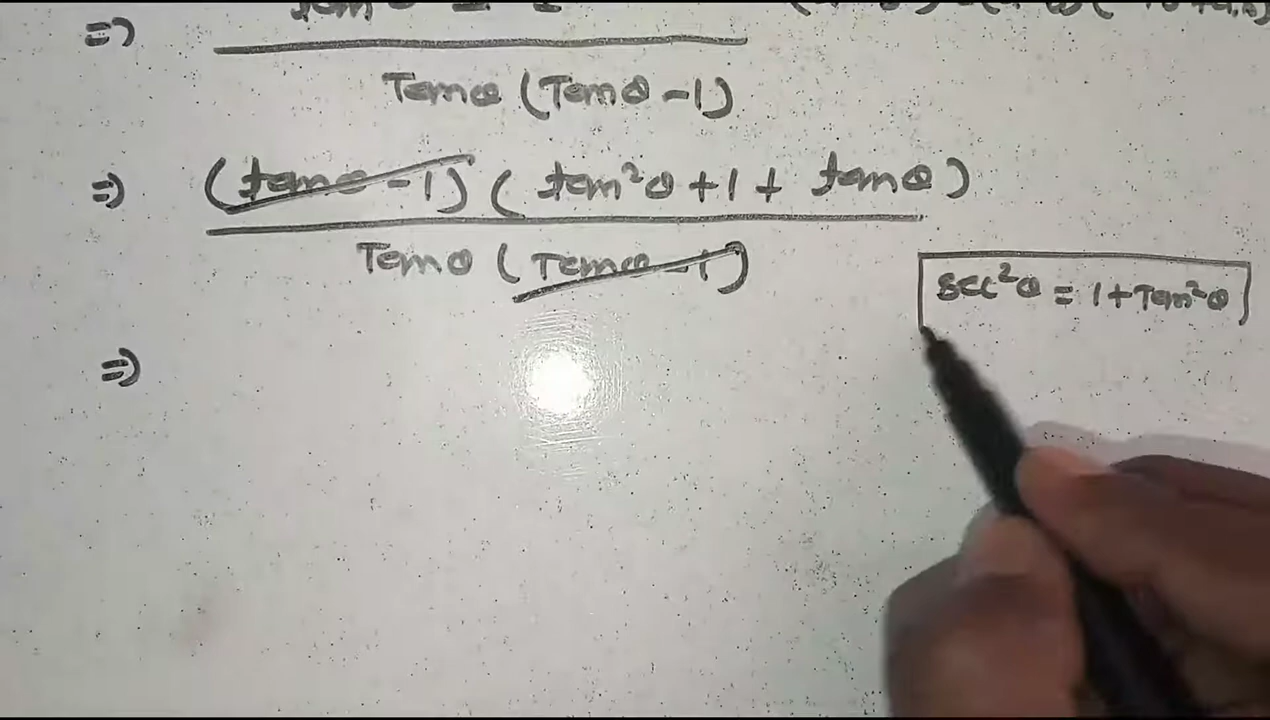 =>
Tanθ (Tanθ - 1)
=> (tanθ - 1) ( tan²θ + 1 + tanθ )
Tanθ ( Tanθ - 1 )
sec²θ = 1 + Tan²θ
=>